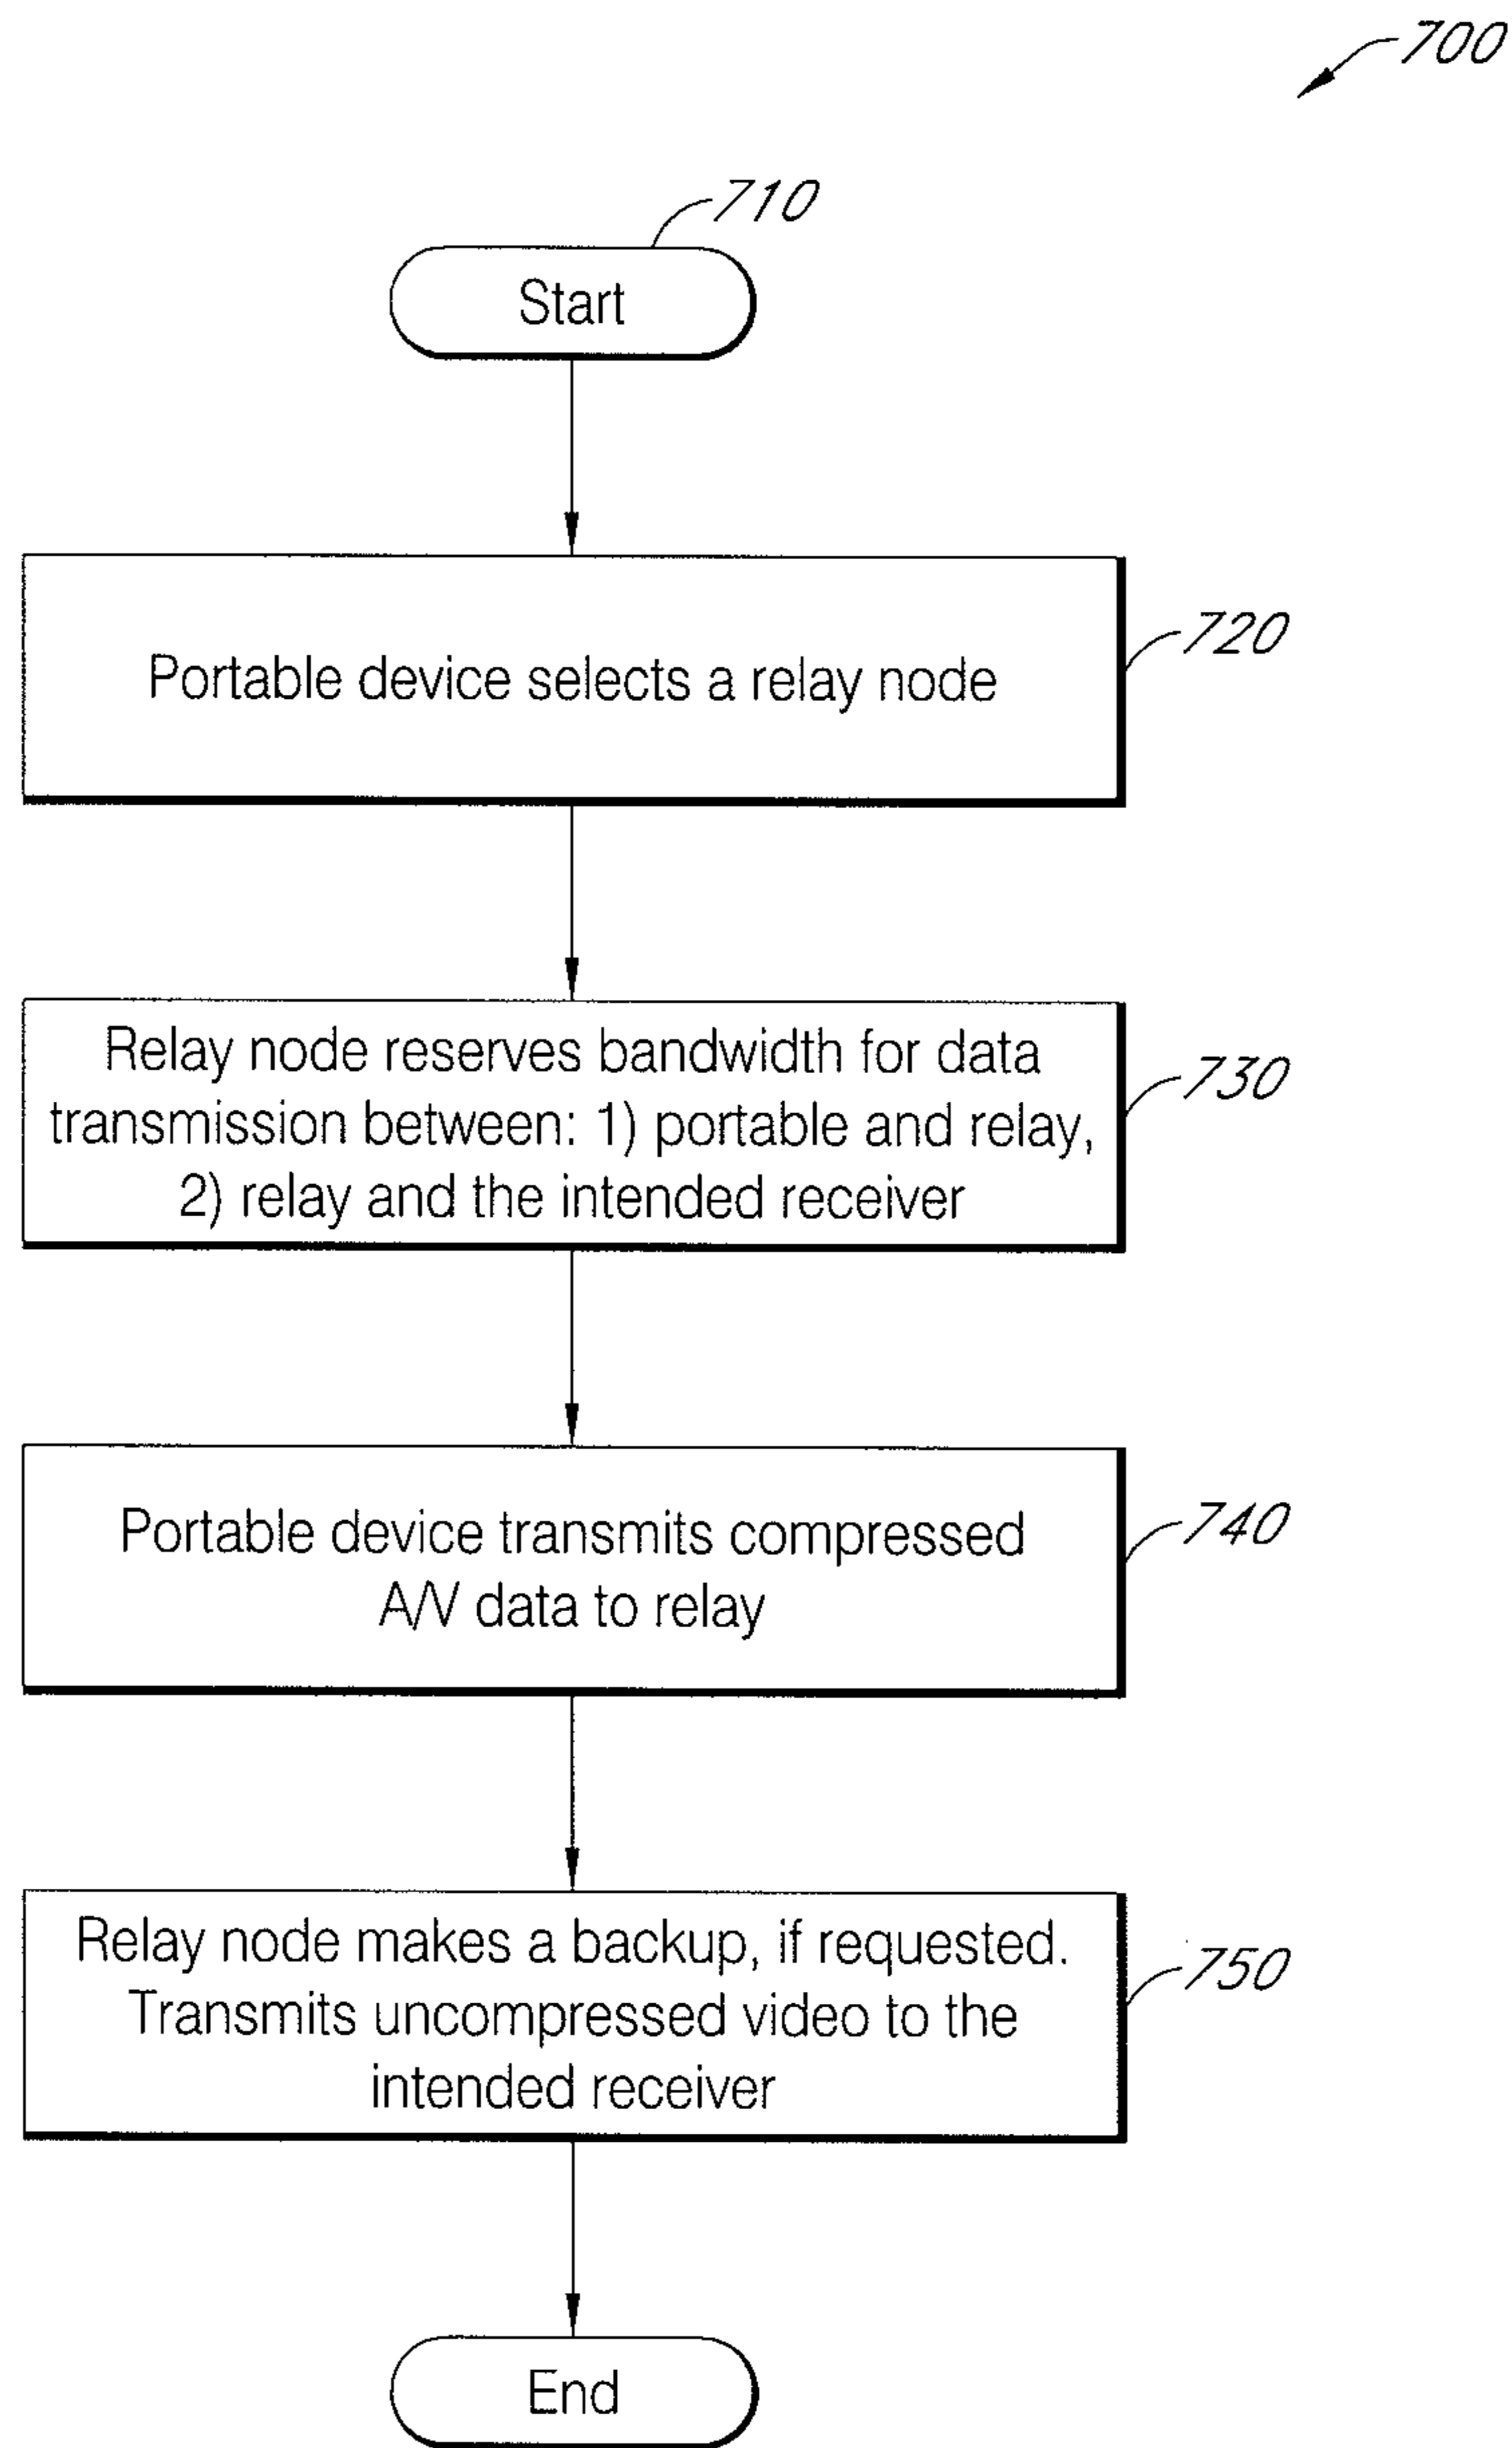 700
710
Start
Portable device selects a relay node
720
Relay node reserves bandwidth for data
transmission between: 1) portable and relay,
2) relay and the intended receiver
730
Portable device transmits compressed
A/V data to relay
740
Relay node makes a backup, if requested.
Transmits uncompressed video to the
intended receiver
750
End